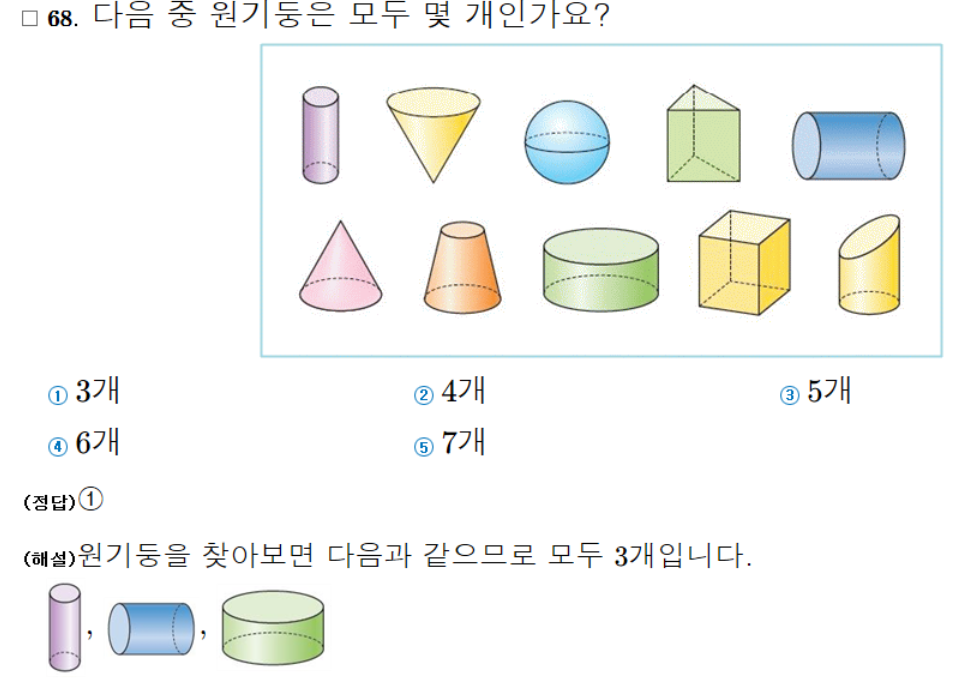 □ 68. 다음 중 원기둥은 모두 몇 개인가요?
① 3개 ② 4개 ③ 5개
④ 6개 ⑤ 7개
(정답)①
(해설)원기둥을 찾아보면 다음과 같으므로 모두 3개입니다.
, ,